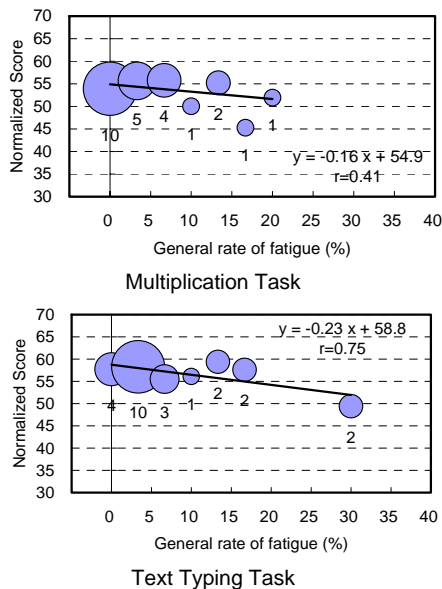 70
65
60
55
50
45
40
35
30
Normalized Score
10
5
4
1
2
1
1
y = -0.16 x + 54.9
r=0.41
0 5 10 15 20 25 30 35 40
General rate of fatigue (%)
Multiplication Task
70
65
60
55
50
45
40
35
30
Normalized Score
y = -0.23 x + 58.8
r=0.75
4
10
3
1
2
2
2
0 5 10 15 20 25 30 35 40
General rate of fatigue (%)
Text Typing Task